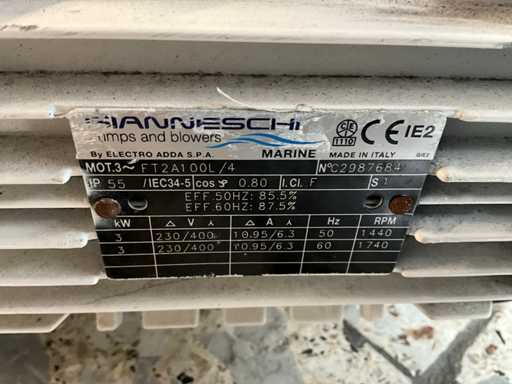 GIANNESCHI
pumps and blowers
By ELECTRO ADDA S.P.A. MARINE MADE IN ITALY
CE IE2
MOT.3~ FT2A100L/4 N°C2987684
IP 55 /IEC34-5 cos φ 0.80 I.Cl. F S1
EFF.50HZ: 85.5%
EFF.60HZ: 87.5%
kW Δ V Y Δ A Y Hz RPM
3 230/400 10.95/6.3 50 1440
3 230/400 10.95/6.3 60 1740